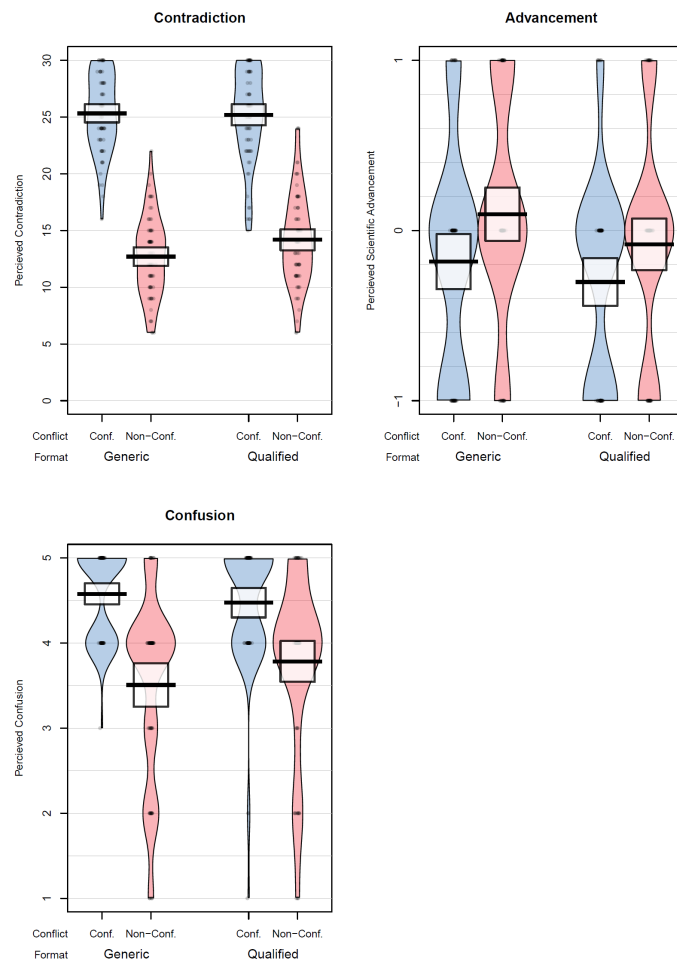 Contradiction
Percieved Contradiction
30
25
20
15
10
5
0
Conflict Conf. Non−Conf. Conf. Non−Conf.
Format Generic Qualified
Advancement
Percieved Scientific Advancement
1
0
−1
Conflict Conf. Non−Conf. Conf. Non−Conf.
Format Generic Qualified
Confusion
Percieved Confusion
5
4
3
2
1
Conflict Conf. Non−Conf. Conf. Non−Conf.
Format Generic Qualified